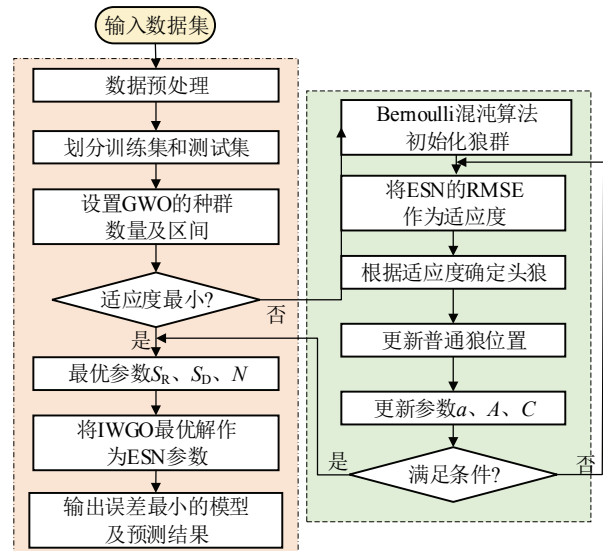 输入数据集
数据预处理
划分训练集和测试集
设置GWO的种群
数量及区间
适应度最小?
否
是
最优参数S_R、S_D、N
将IWGO最优解作
为ESN参数
输出误差最小的模型
及预测结果
Bernoulli混沌算法
初始化狼群
将ESN的RMSE
作为适应度
根据适应度确定头狼
更新普通狼位置
更新参数a、A、C
满足条件?
是
否